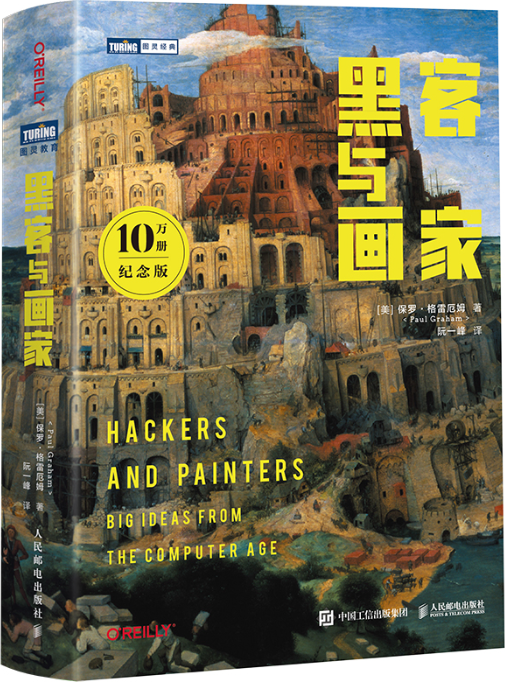 O'REILLY
TURING
图灵教育
黑客与画家
[美]保罗·格雷厄姆 著
<Paul Graham>
阮一峰 译
人民邮电出版社
TURING 图灵经典
黑客
与
画家
10万册
纪念版
[美] 保罗·格雷厄姆 著
<Paul Graham>
阮一峰 译
HACKERS
AND PAINTERS
BIG IDEAS FROM
THE COMPUTER AGE
O'REILLY
中国工信出版集团
人民邮电出版社
POSTS & TELECOM PRESS